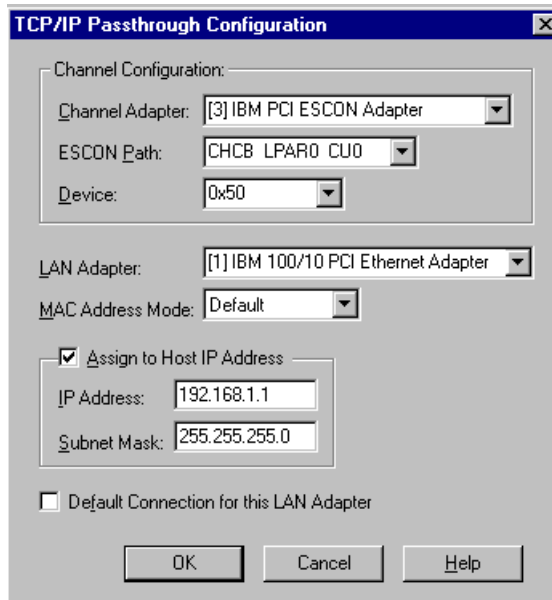 TCP/IP Passthrough Configuration
Channel Configuration:
Channel Adapter: [3] IBM PCI ESCON Adapter
ESCON Path: CHCB LPAR0 CU0
Device: 0x50
LAN Adapter: [1] IBM 100/10 PCI Ethernet Adapter
MAC Address Mode: Default
Assign to Host IP Address
IP Address: 192.168.1.1
Subnet Mask: 255.255.255.0
Default Connection for this LAN Adapter
OK Cancel Help